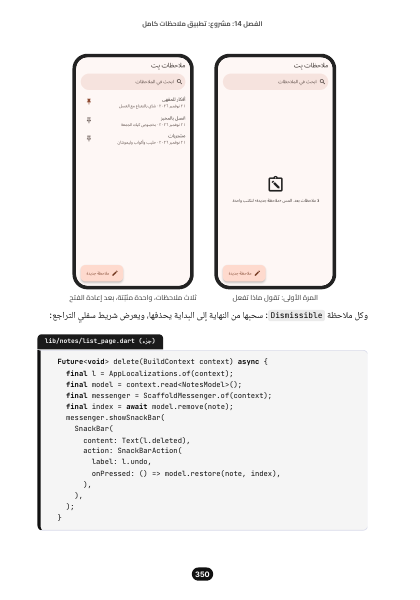 الفصل 14: مشروع: تطبيق ملاحظات كامل
ملاحظات بِت
ابحث في الملاحظات
لا ملاحظات بعد. المس «ملاحظة جديدة» لتكتب واحدة
ملاحظة جديدة
المرة الأولى: تقول ماذا تفعل
ملاحظات بِت
ابحث في الملاحظات
أفكار للمقهى
اتصل بالمخبز
مشتريات
ملاحظة جديدة
ثلاث ملاحظات، واحدة مثبّتة، بعد إعادة الفتح
وكل ملاحظة Dismissible: سحبها من النهاية إلى البداية يحذفها، ويعرض شريط سفلي التراجع:
lib/notes/list_page.dart (جزء)
Future<void> delete(BuildContext context) async {
final l = AppLocalizations.of(context);
final model = context.read<NotesModel>();
final messenger = ScaffoldMessenger.of(context);
final index = await model.remove(note);
messenger.showSnackBar(
SnackBar(
content: Text(l.deleted),
action: SnackBarAction(
label: l.undo,
onPressed: () => model.restore(note, index),
),
),
);
}
350